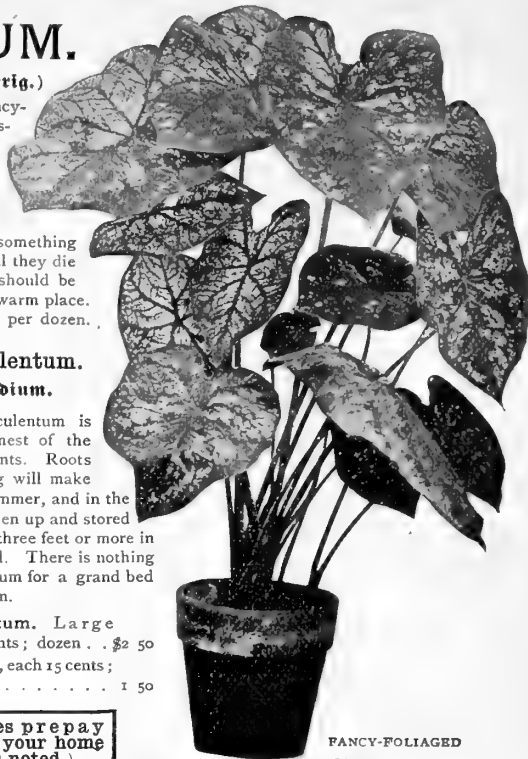 UM.
rig.)
ncy-
s-
something
l they die
should be
warm place.
per dozen.
lentum.
dium.
culentum is
nest of the
nts. Roots
g will make
mmer, and in the
en up and stored
three feet or more in
l. There is nothing
um for a grand bed
n.
tum. Large
nts; dozen . . $2 50
, each 15 cents;
. . . . . . . . 1 50
es prepay
your home
noted.)
FANCY-FOLIAGED